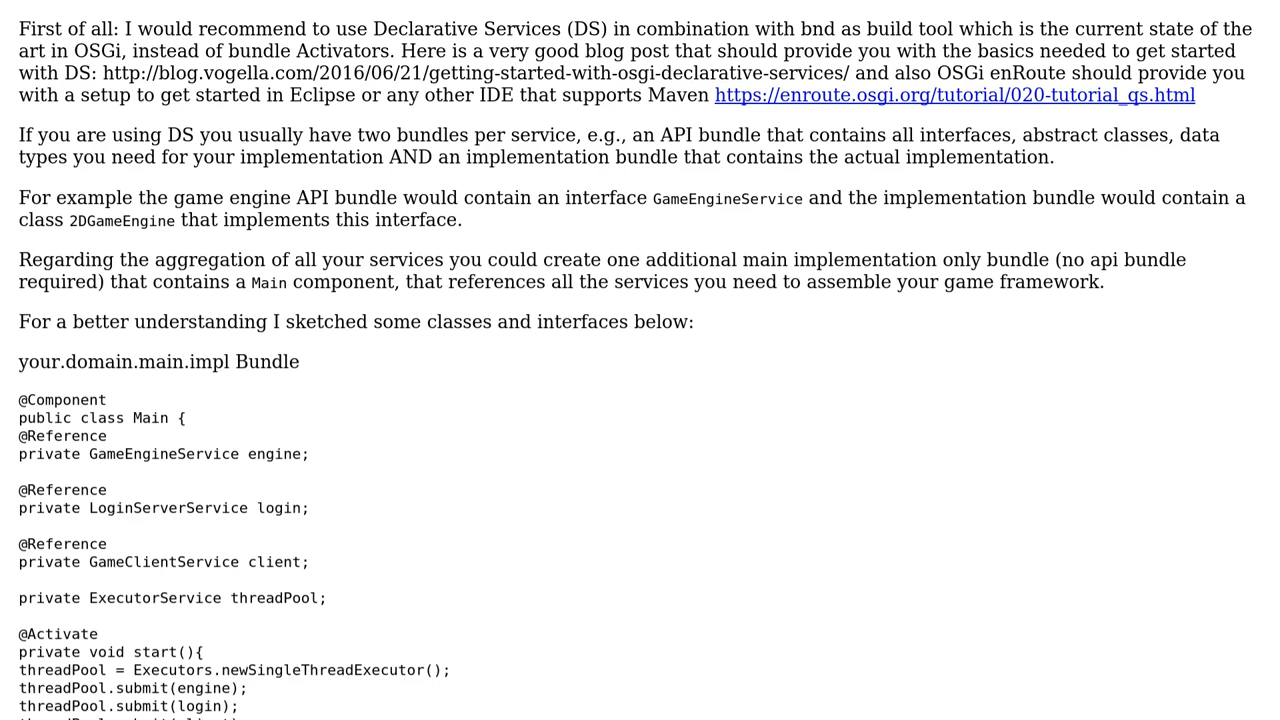 First of all: I would recommend to use Declarative Services (DS) in combination with bnd as build tool which is the current state of the
art in OSGi, instead of bundle Activators. Here is a very good blog post that should provide you with the basics needed to get started
with DS: http://blog.vogella.com/2016/06/21/getting-started-with-osgi-declarative-services/ and also OSGi enRoute should provide you
with a setup to get started in Eclipse or any other IDE that supports Maven https://enroute.osgi.org/tutorial/020-tutorial_qs.html
If you are using DS you usually have two bundles per service, e.g., an API bundle that contains all interfaces, abstract classes, data
types you need for your implementation AND an implementation bundle that contains the actual implementation.
For example the game engine API bundle would contain an interface GameEngineService and the implementation bundle would contain a
class 2DGameEngine that implements this interface.
Regarding the aggregation of all your services you could create one additional main implementation only bundle (no api bundle
required) that contains a Main component, that references all the services you need to assemble your game framework.
For a better understanding I sketched some classes and interfaces below:
your.domain.main.impl Bundle
@Component
public class Main {
@Reference
private GameEngineService engine;
@Reference
private LoginServerService login;
@Reference
private GameClientService client;
private ExecutorService threadPool;
@Activate
private void start(){
threadPool = Executors.newSingleThreadExecutor();
threadPool.submit(engine);
threadPool.submit(login);